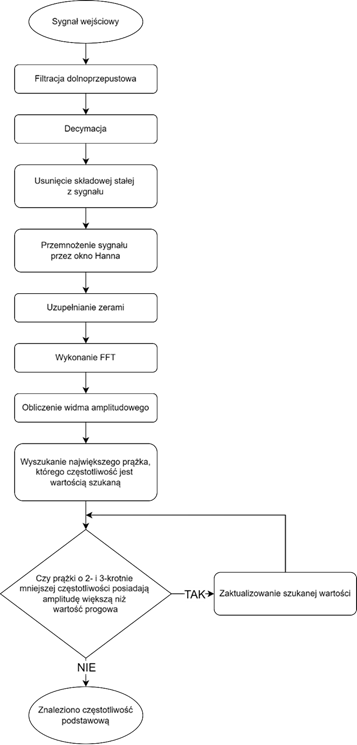 Sygnał wejściowy
Filtracja dolnoprzepustowa
Decymacja
Usunięcie składowej stałej
z sygnału
Przemnożenie sygnału
przez okno Hanna
Uzupełnianie zerami
Wykonanie FFT
Obliczenie widma amplitudowego
Wyszukanie największego prążka,
którego częstotliwość jest
wartością szukaną
Czy prążki o 2- i 3-krotnie
mniejszej częstotliwości posiadają
amplitudę większą niż
wartość progowa
TAK
Zaktualizowanie szukanej wartości
NIE
Znaleziono częstotliwość
podstawową